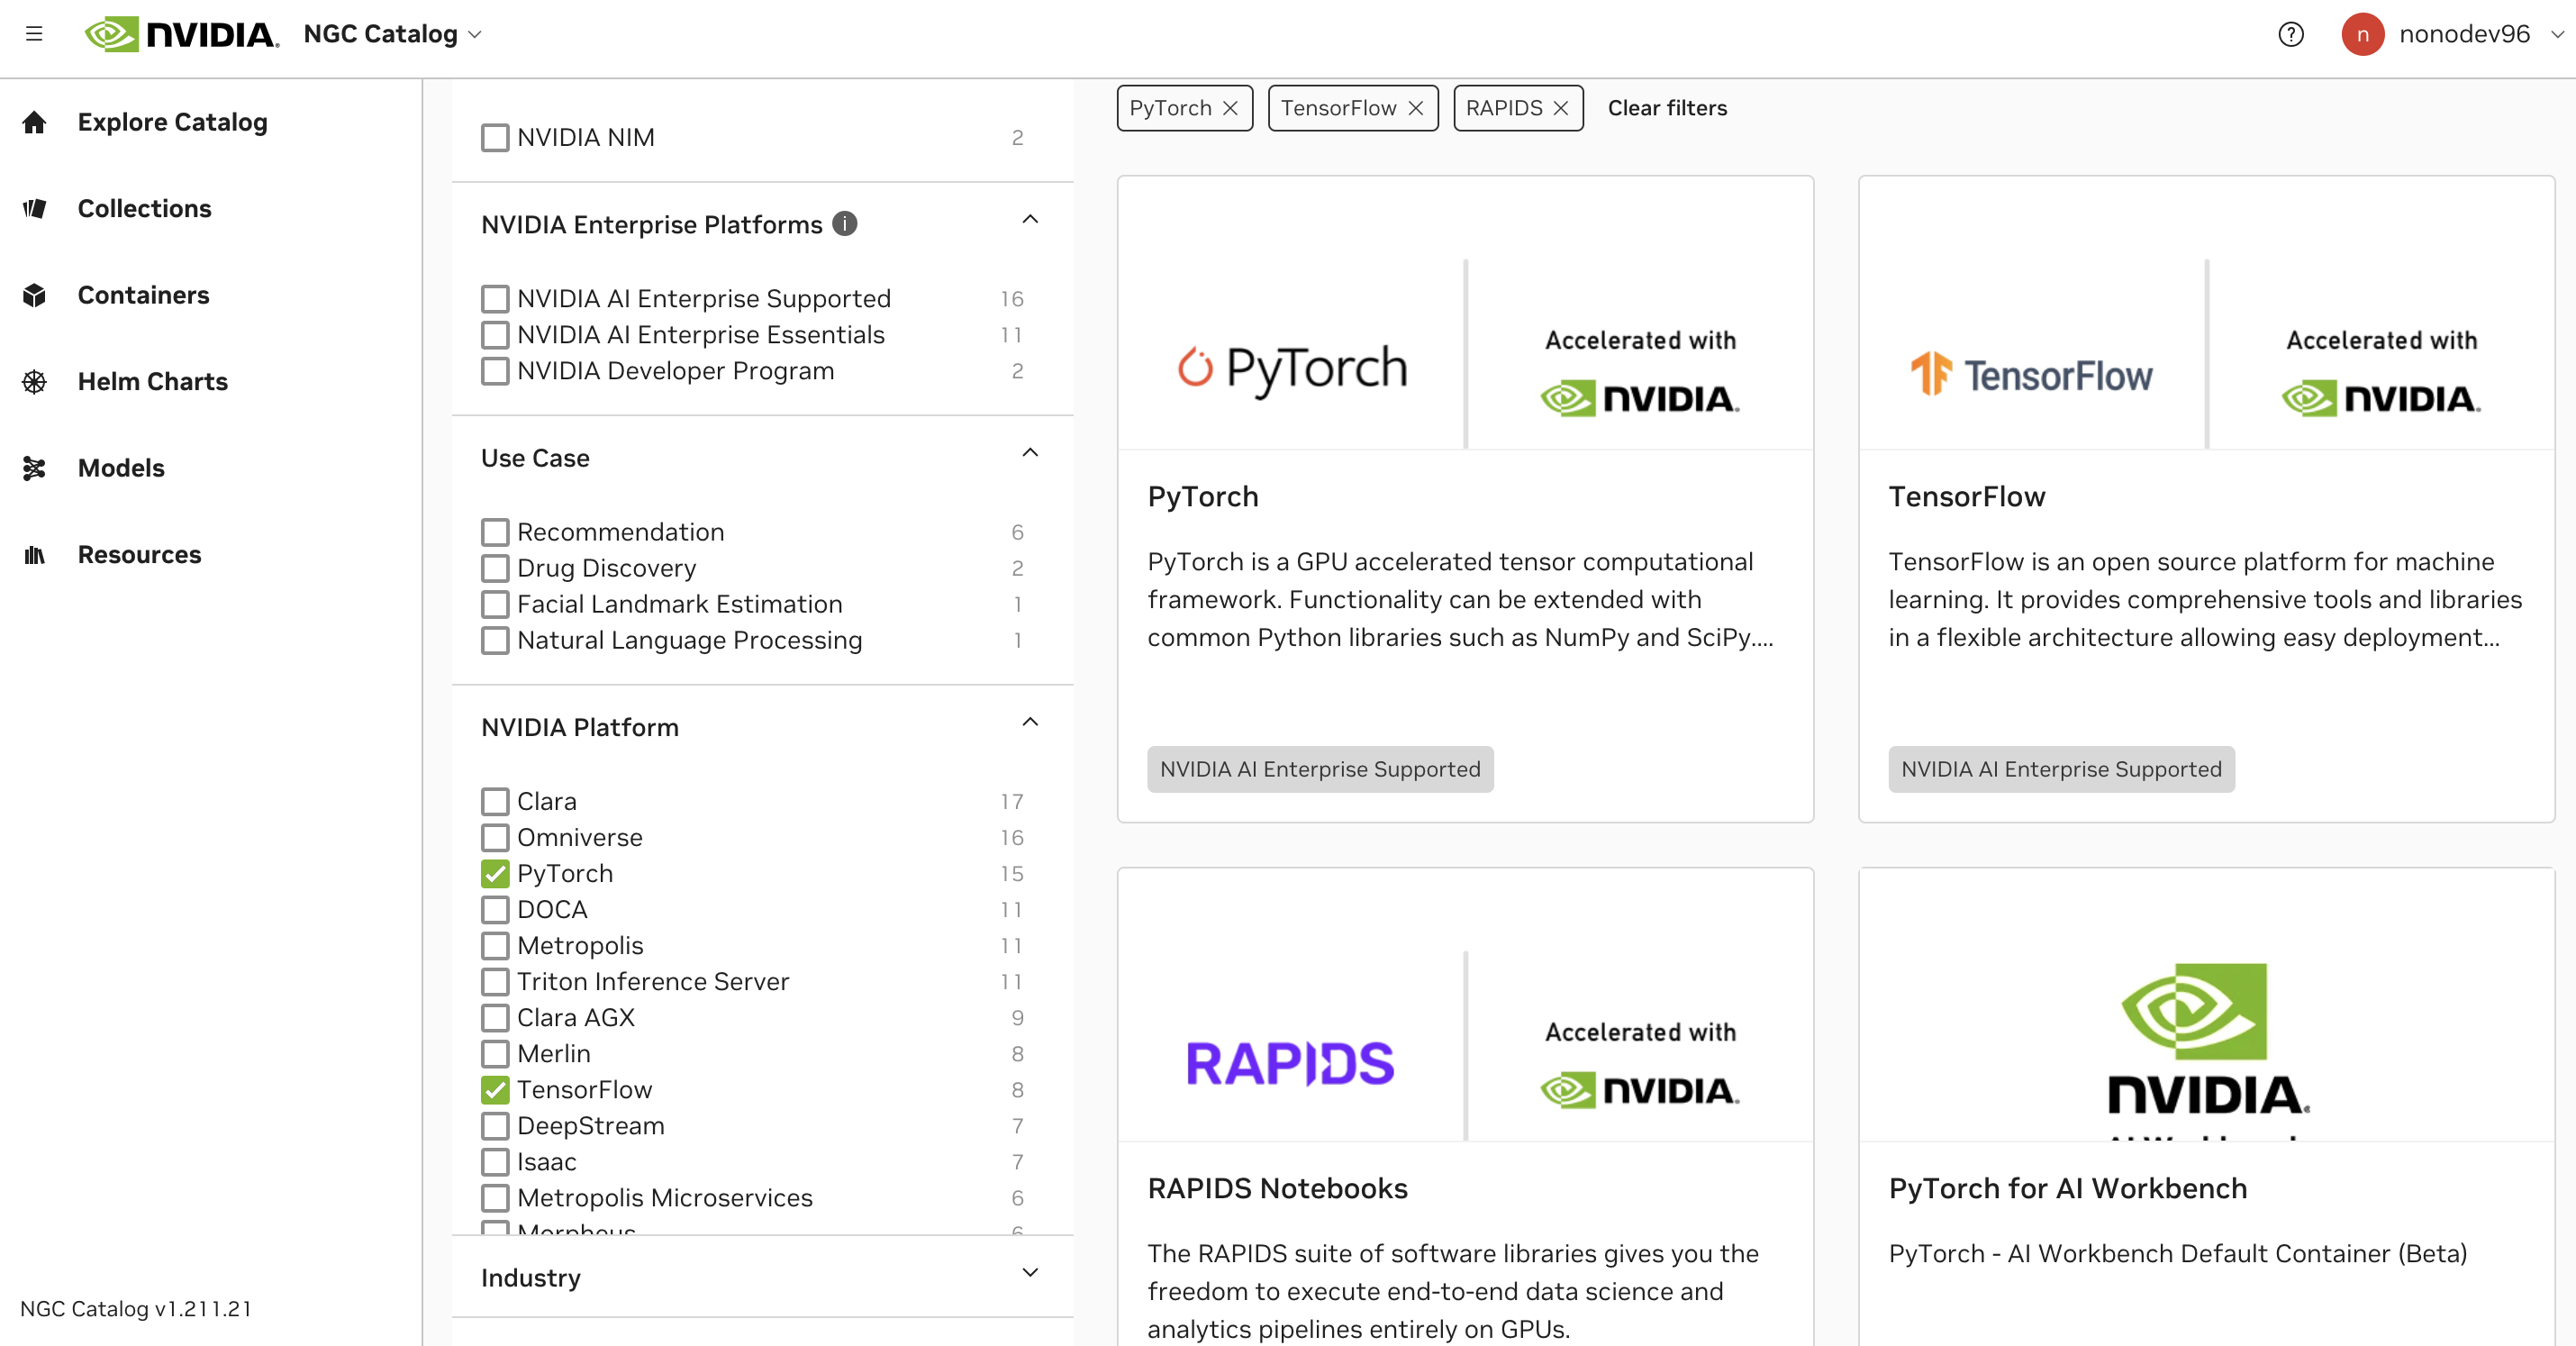 NVIDIA.
NGC Catalog
n
nonodev96
Explore Catalog
Collections
Containers
Helm Charts
Models
Resources
NGC Catalog v1.211.21
NVIDIA NIM 2
NVIDIA Enterprise Platforms i
NVIDIA AI Enterprise Supported 16
NVIDIA AI Enterprise Essentials 11
NVIDIA Developer Program 2
Use Case
Recommendation 6
Drug Discovery 2
Facial Landmark Estimation 1
Natural Language Processing 1
NVIDIA Platform
Clara 17
Omniverse 16
PyTorch 15
DOCA 11
Metropolis 11
Triton Inference Server 11
Clara AGX 9
Merlin 8
TensorFlow 8
DeepStream 7
Isaac 7
Metropolis Microservices 6
Morpheus 6
Industry
PyTorch TensorFlow RAPIDS Clear filters
PyTorch
Accelerated with
NVIDIA.
PyTorch
PyTorch is a GPU accelerated tensor computational
framework. Functionality can be extended with
common Python libraries such as NumPy and SciPy....
NVIDIA AI Enterprise Supported
TensorFlow
Accelerated with
NVIDIA.
TensorFlow
TensorFlow is an open source platform for machine
learning. It provides comprehensive tools and libraries
in a flexible architecture allowing easy deployment...
NVIDIA AI Enterprise Supported
RAPIDS
Accelerated with
NVIDIA.
RAPIDS Notebooks
The RAPIDS suite of software libraries gives you the
freedom to execute end-to-end data science and
analytics pipelines entirely on GPUs.
NVIDIA.
AI Workbench
PyTorch for AI Workbench
PyTorch - AI Workbench Default Container (Beta)